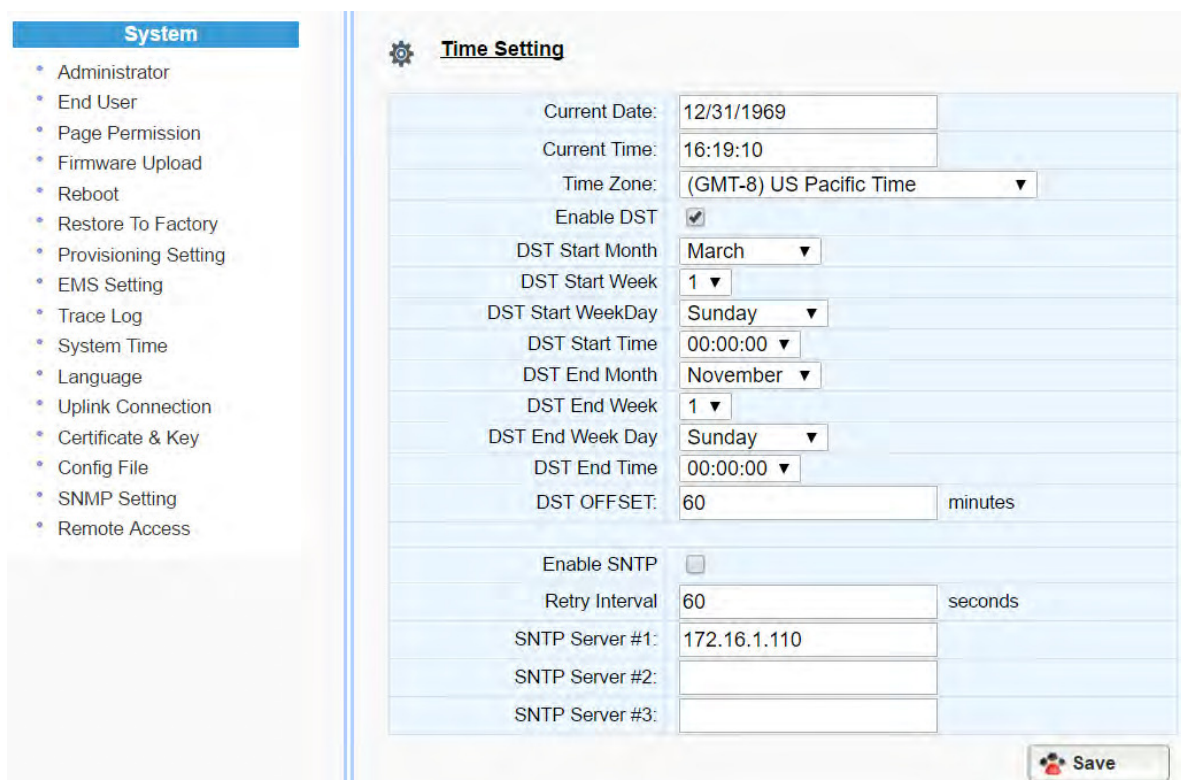 System
Administrator
End User
Page Permission
Firmware Upload
Reboot
Restore To Factory
Provisioning Setting
EMS Setting
Trace Log
System Time
Language
Uplink Connection
Certificate & Key
Config File
SNMP Setting
Remote Access
Time Setting
Current Date: 12/31/1969
Current Time: 16:19:10
Time Zone: (GMT-8) US Pacific Time
Enable DST
DST Start Month March
DST Start Week 1
DST Start WeekDay Sunday
DST Start Time 00:00:00
DST End Month November
DST End Week 1
DST End Week Day Sunday
DST End Time 00:00:00
DST OFFSET: 60 minutes
Enable SNTP
Retry Interval 60 seconds
SNTP Server #1: 172.16.1.110
SNTP Server #2:
SNTP Server #3:
Save